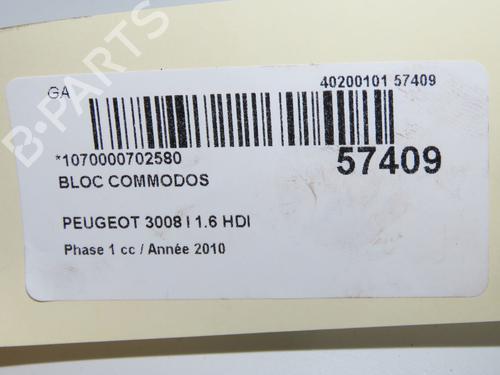 GA
40200101 57409
*1070000702580
57409
BLOC COMMODOS
PEUGEOT 3008 I 1.6 HDI
Phase 1 cc / Année 2010
B-PARTS